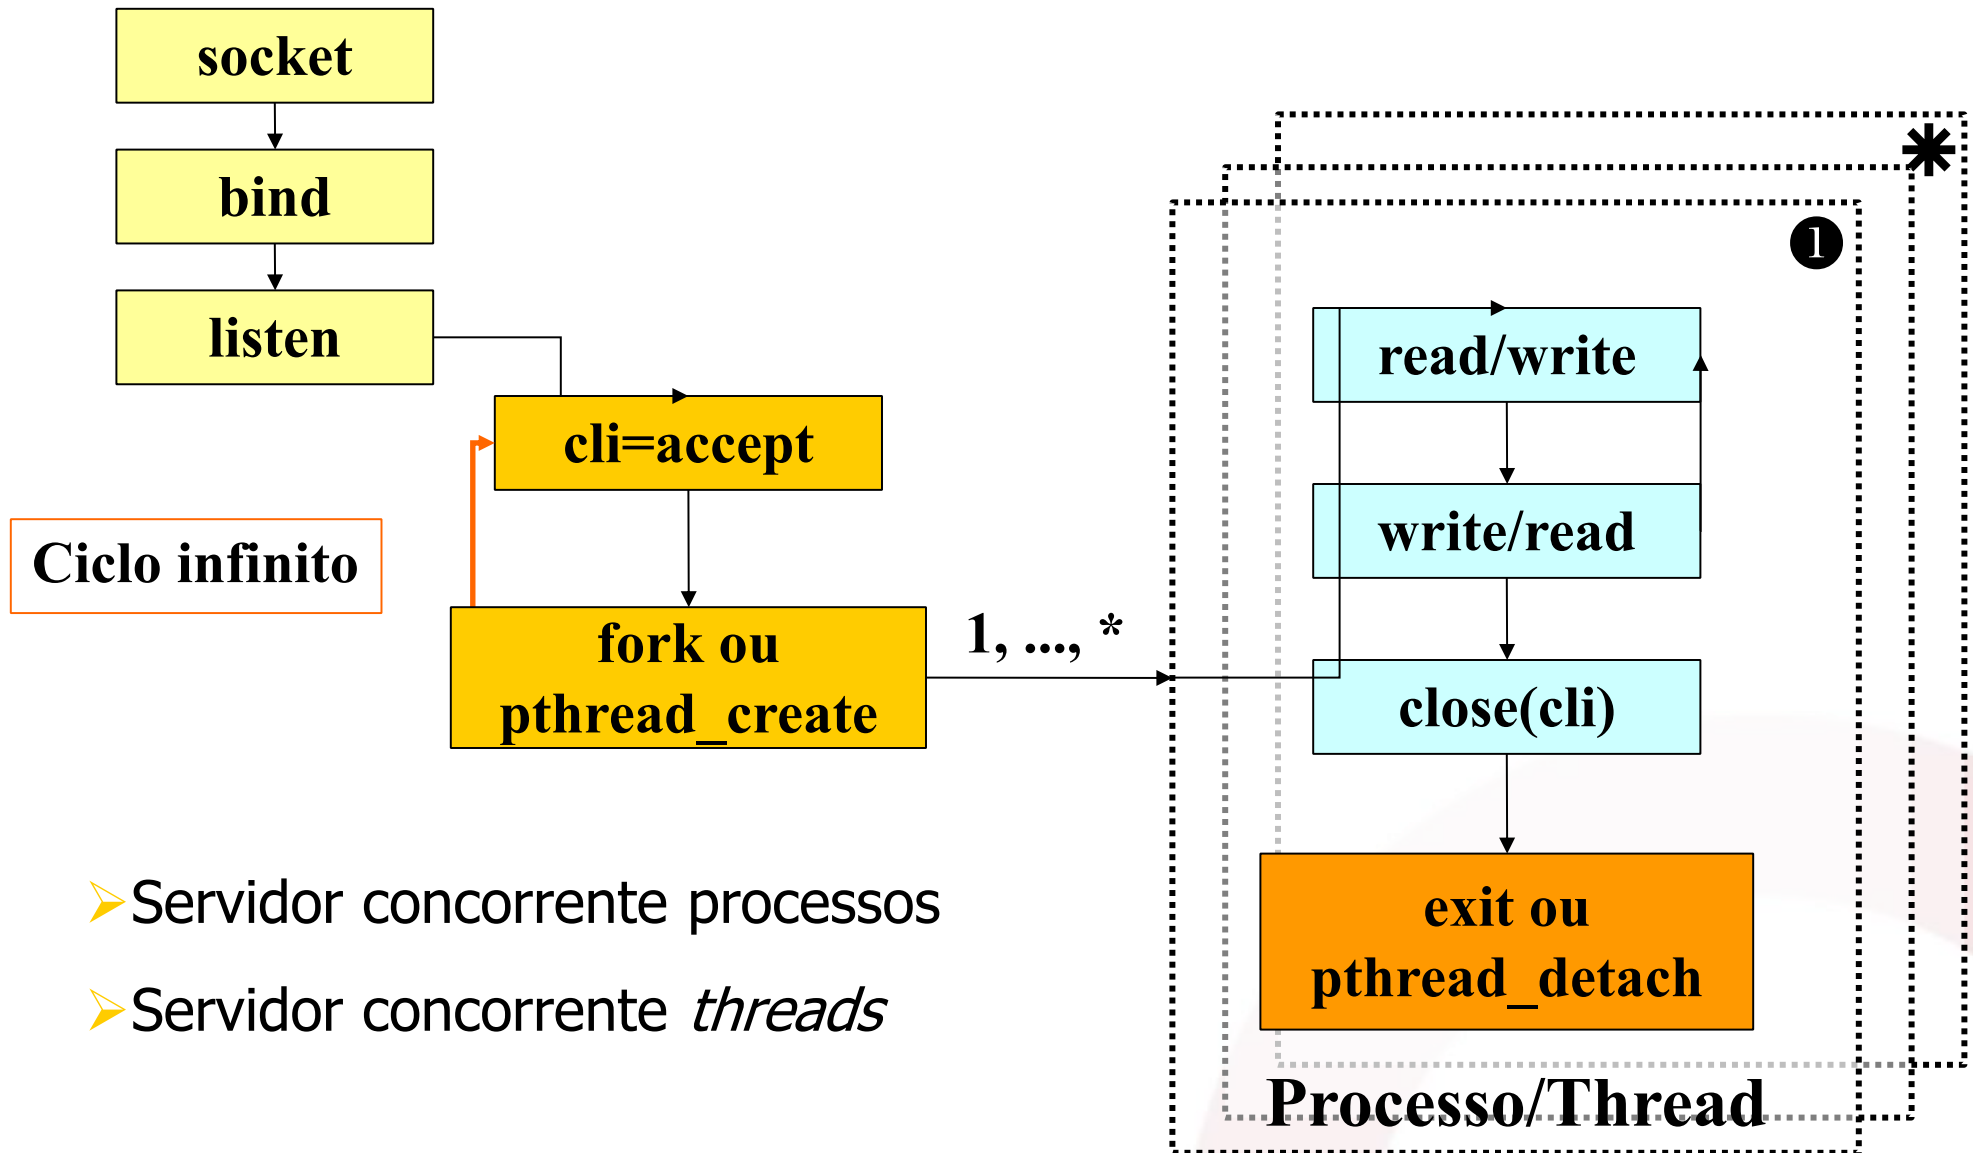 socket
bind
listen
cli=accept
Ciclo infinito
fork ou
pthread_create
1, ..., *
*
1
read/write
write/read
close(cli)
exit ou
pthread_detach
Processo/Thread
Servidor concorrente processos
Servidor concorrente threads